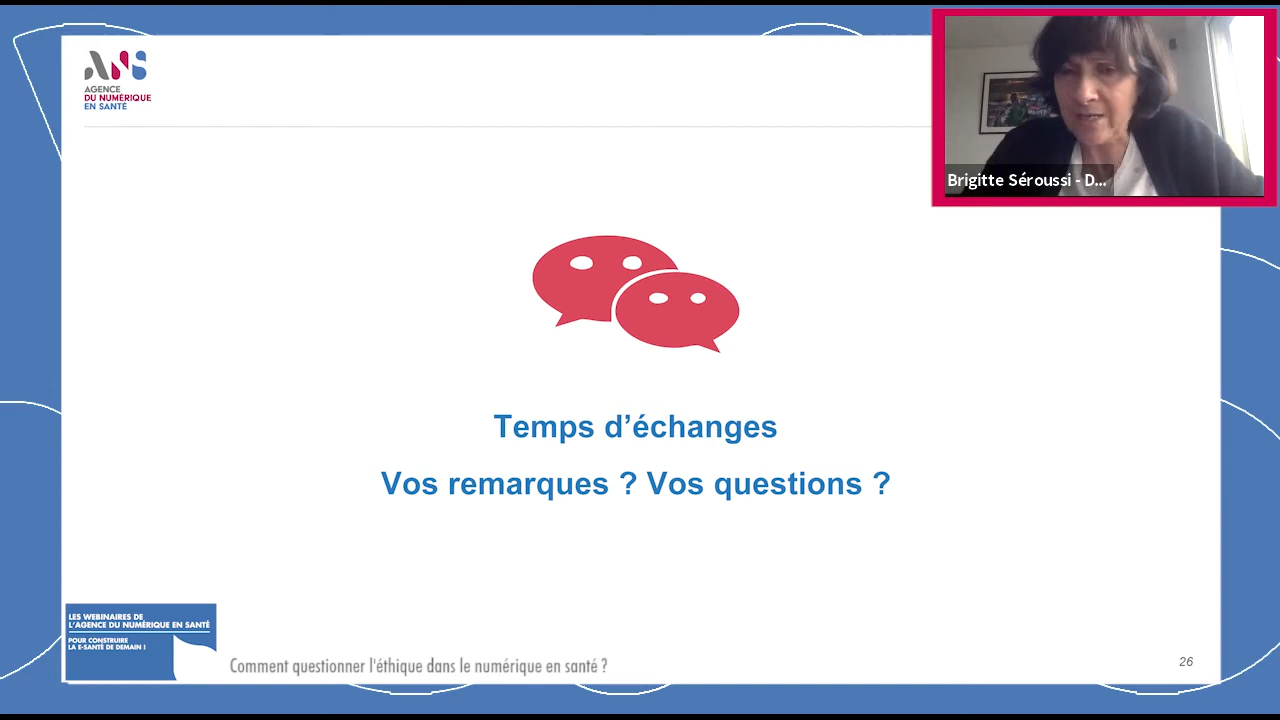 ANS
AGENCE
DU NUMÉRIQUE
EN SANTÉ
Brigitte Séroussi - D...
Temps d’échanges
Vos remarques ? Vos questions ?
LES WEBINAIRES DE
L'AGENCE DU NUMÉRIQUE EN SANTÉ
POUR CONSTRUIRE
LA E-SANTÉ DE DEMAIN !
Comment questionner l'éthique dans le numérique en santé ?
26